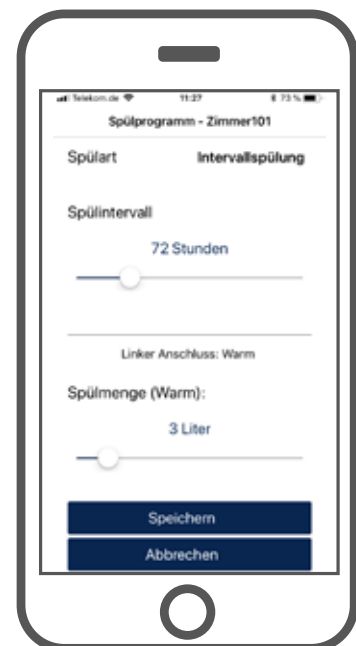 Telekom.de 11:27 73 %
Spülprogramm - Zimmer101
Spülart Intervallspülung
Spülintervall
72 Stunden
Linker Anschluss: Warm
Spülmenge (Warm):
3 Liter
Speichern
Abbrechen